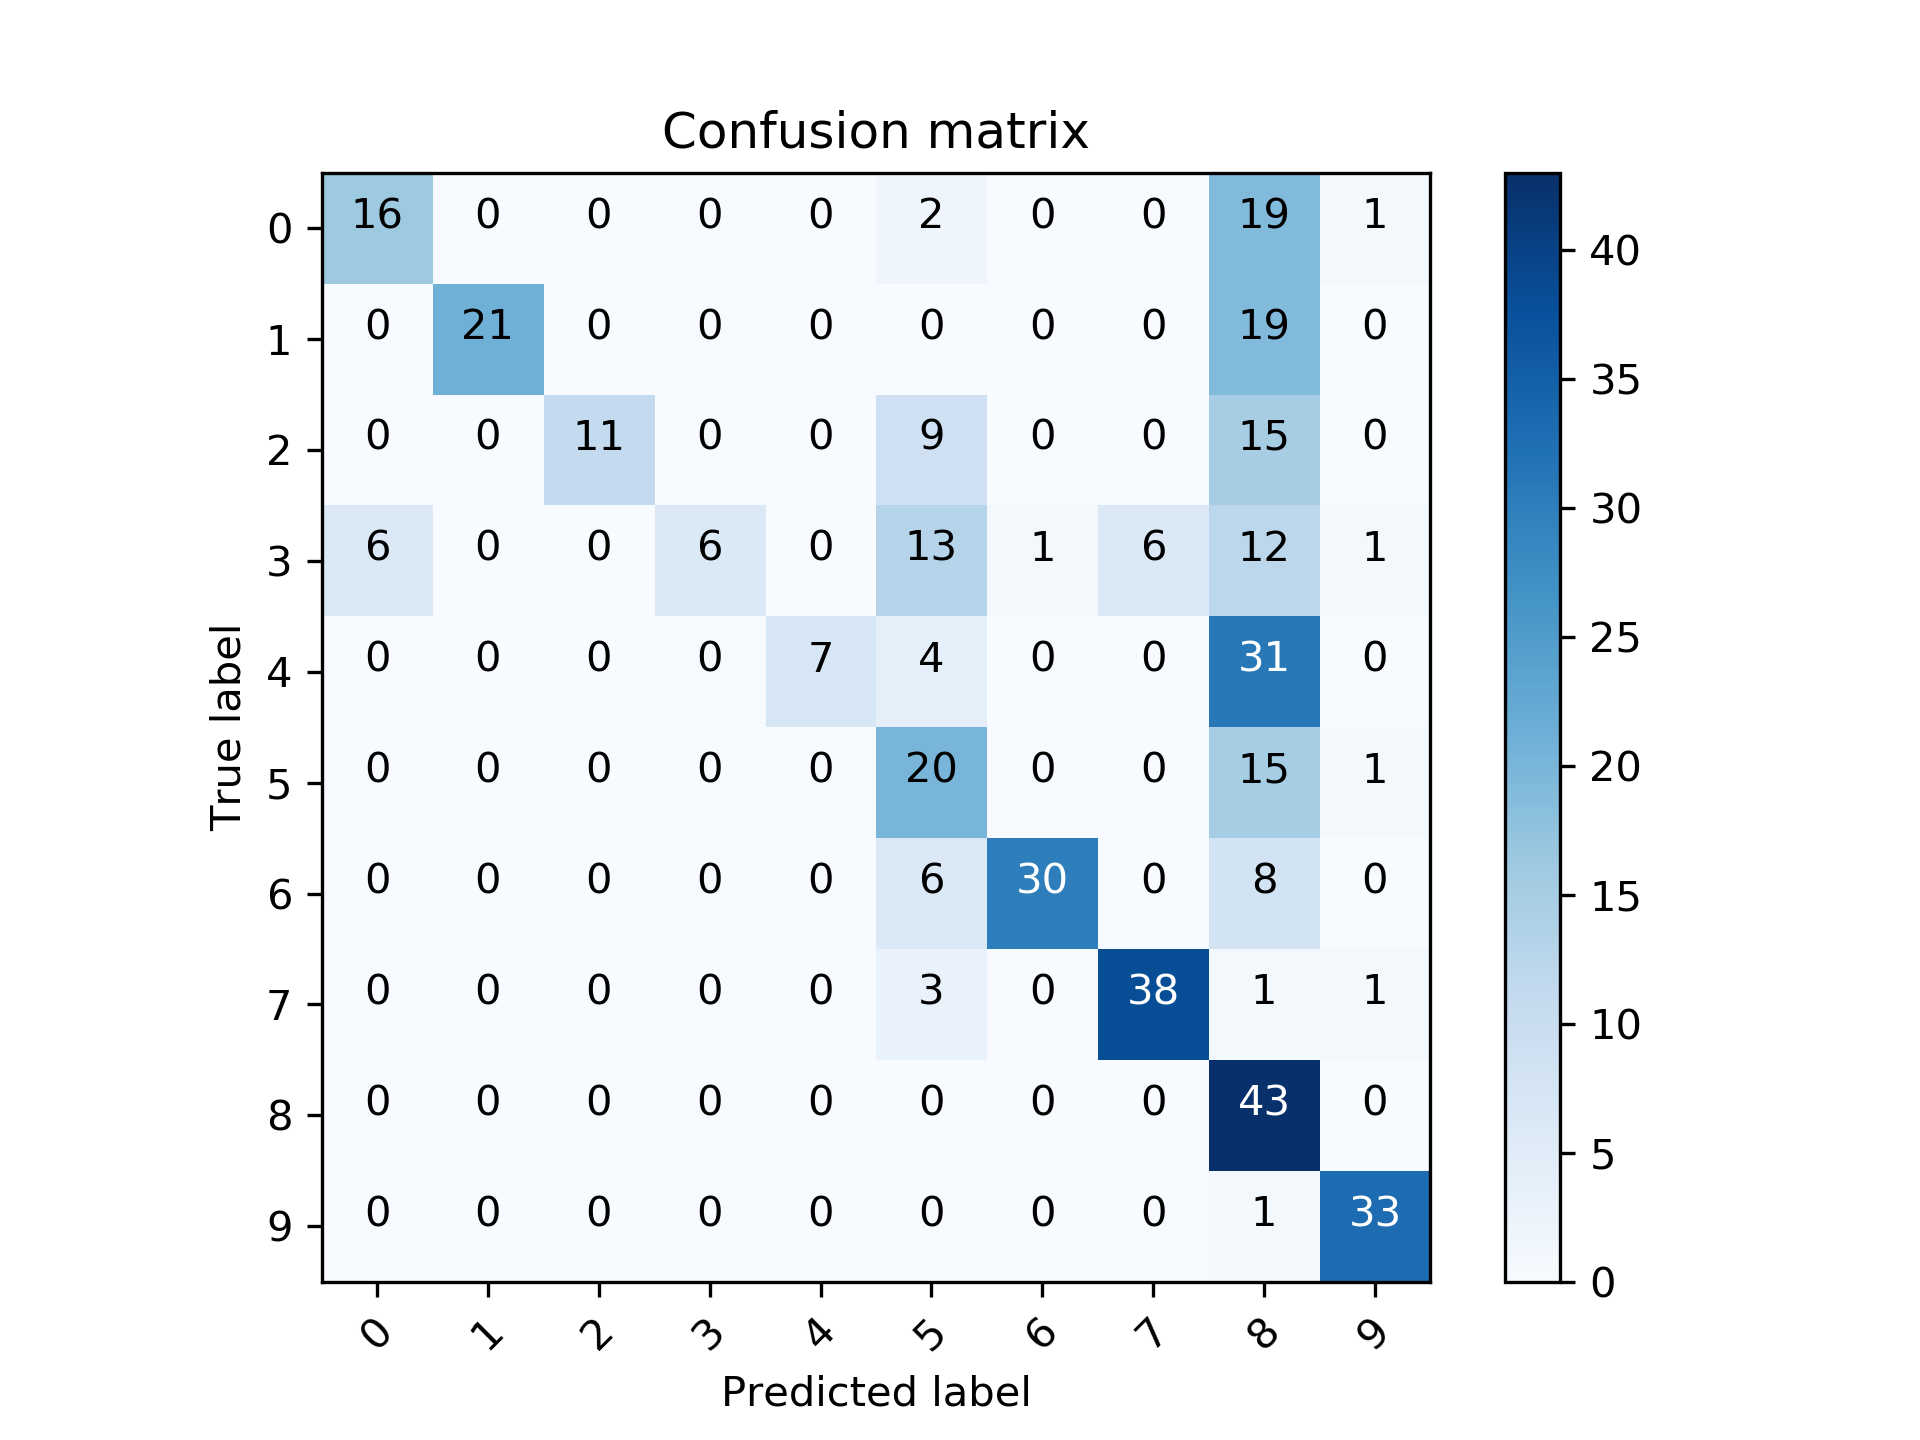 Confusion matrix
0 16 0 0 0 0 2 0 0 19 1
1 0 21 0 0 0 0 0 0 19 0
2 0 0 11 0 0 9 0 0 15 0
3 6 0 0 6 0 13 1 6 12 1
4 0 0 0 0 7 4 0 0 31 0
5 0 0 0 0 0 20 0 0 15 1
6 0 0 0 0 0 6 30 0 8 0
7 0 0 0 0 0 3 0 38 1 1
8 0 0 0 0 0 0 0 0 43 0
9 0 0 0 0 0 0 0 0 1 33
0 1 2 3 4 5 6 7 8 9
Predicted label
True label
40
35
30
25
20
15
10
5
0